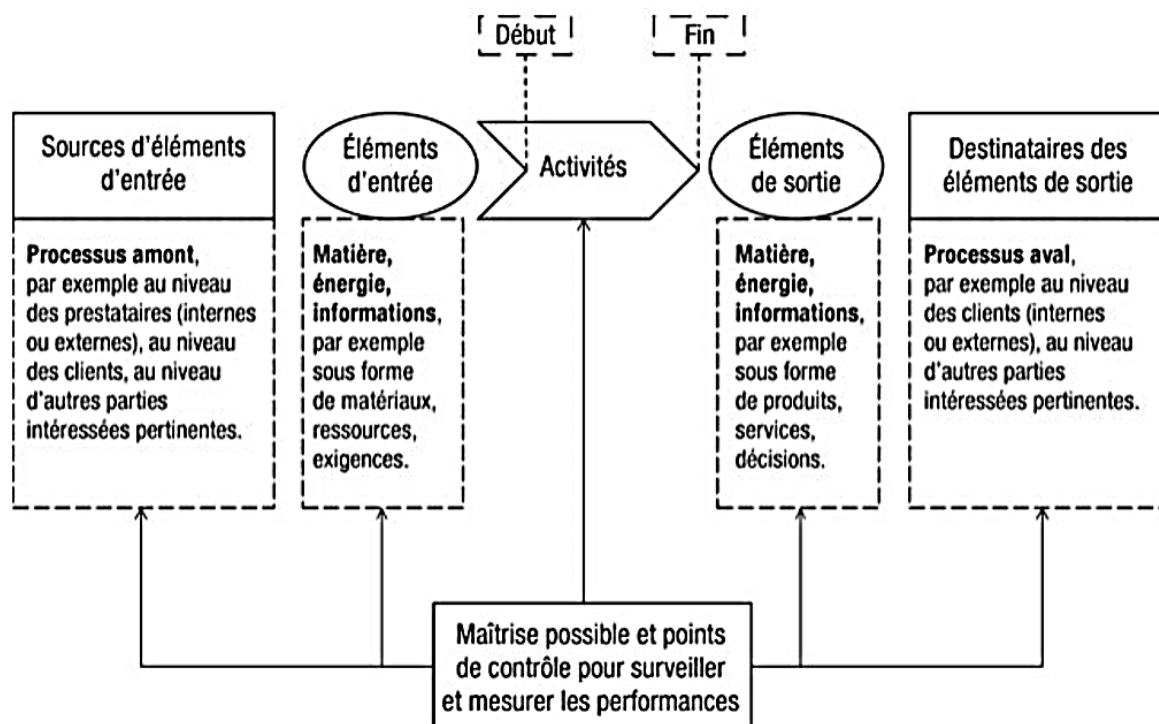 Début
Fin
Sources d'éléments
d'entrée
Éléments
d'entrée
Activités
Éléments
de sortie
Destinataires des
éléments de sortie
Processus amont,
par exemple au niveau
des prestataires (internes
ou externes), au niveau
des clients, au niveau
d'autres parties
intéressées pertinentes.
Matière,
énergie,
informations,
par exemple
sous forme
de matériaux,
ressources,
exigences.
Matière,
énergie,
informations,
par exemple
sous forme
de produits,
services,
décisions.
Processus aval,
par exemple au niveau
des clients (internes
ou externes), au niveau
d'autres parties
intéressées pertinentes.
Maîtrise possible et points
de contrôle pour surveiller
et mesurer les performances